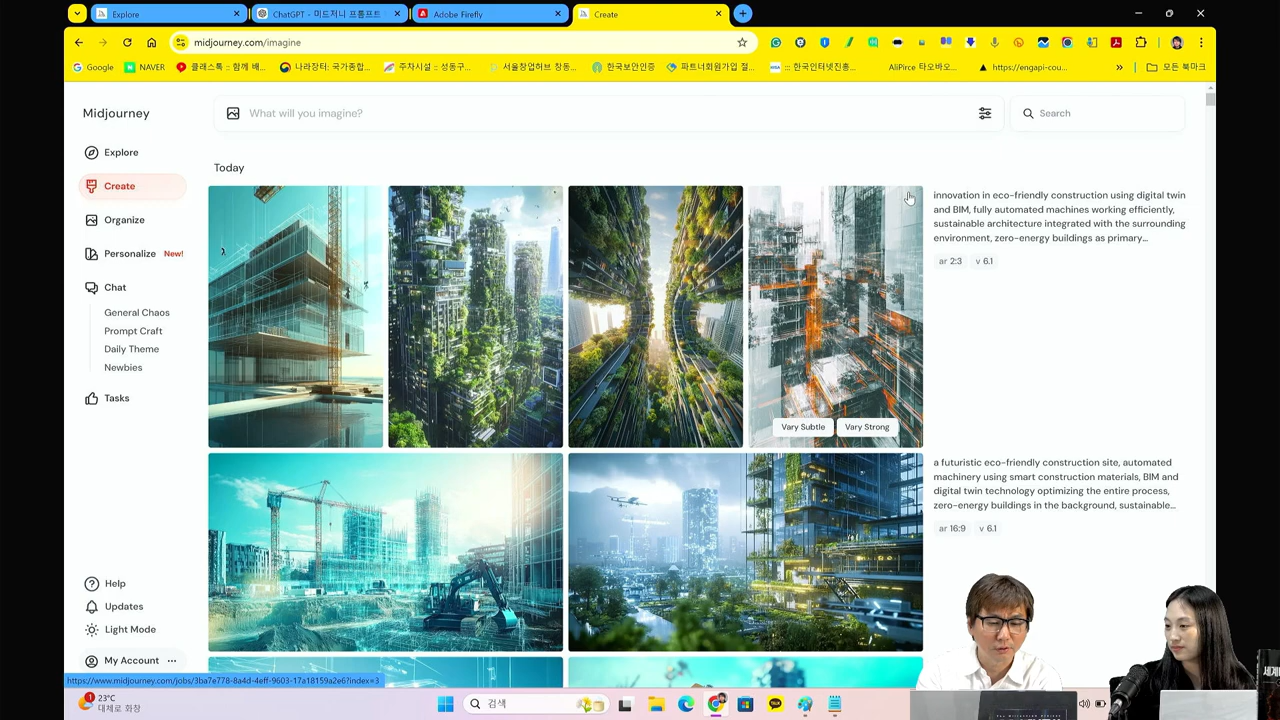 Explore
ChatGPT - 미드저니 프롬프트
Adobe Firefly
Create
midjourney.com/imagine
Google
NAVER
클래스톡 :: 함께 배...
나라장터: 국가종합...
주차시설 :: 성동구...
서울창업허브 창동...
한국보안인증
파트너회원가입 절...
::: 한국인터넷진흥...
AliPirce 타오바오...
https://engapi-cou...
»
모든 북마크
Midjourney
What will you imagine?
Search
Explore
Create
Organize
Personalize New!
Chat
General Chaos
Prompt Craft
Daily Theme
Newbies
Tasks
Today
innovation in eco-friendly construction using digital twin
and BIM, fully automated machines working efficiently,
sustainable architecture integrated with the surrounding
environment, zero-energy buildings as primary...
ar 2:3 v 6.1
Vary Subtle Vary Strong
a futuristic eco-friendly construction site, automated
machinery using smart construction materials, BIM and
digital twin technology optimizing the entire process,
zero-energy buildings in the background, sustainable...
ar 16:9 v 6.1
Help
Updates
Light Mode
My Account
https://www.midjourney.com/jobs/3ba7e778-8a4d-4eff-9603-17a18159a2e6?index=3
1
23°C
대체로 화창
검색
세계